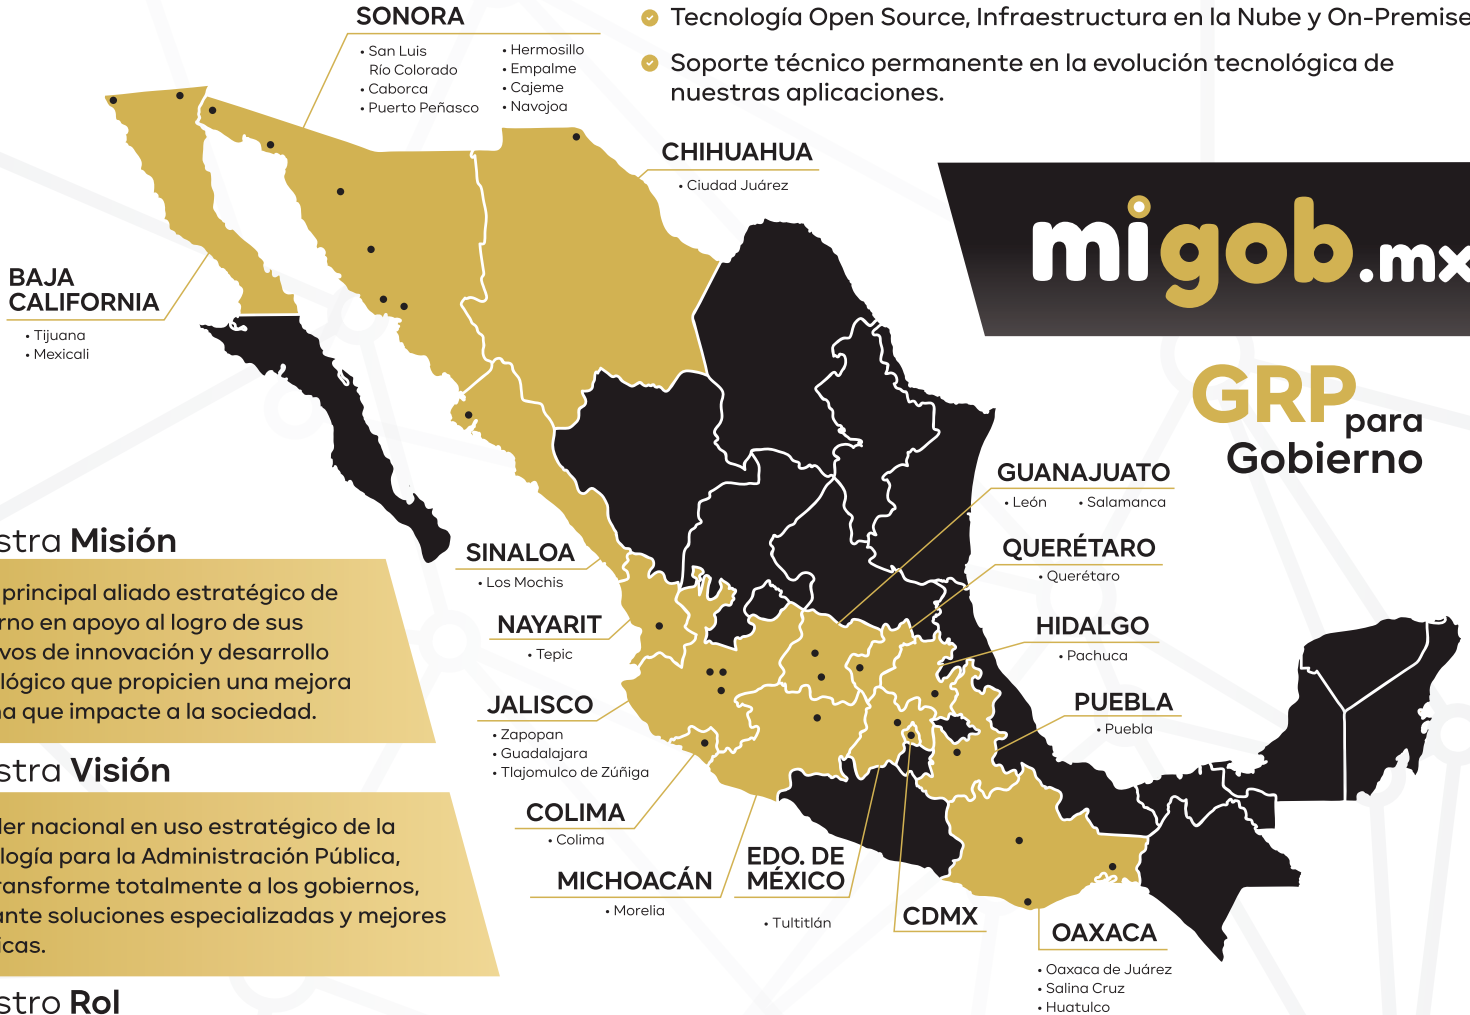 Tecnología Open Source, Infraestructura en la Nube y On-Premise
Soporte técnico permanente en la evolución tecnológica de
nuestras aplicaciones.
SONORA
• San Luis
Río Colorado
• Caborca
• Puerto Peñasco
• Hermosillo
• Empalme
• Cajeme
• Navojoa
CHIHUAHUA
• Ciudad Juárez
migob.mx
BAJA
CALIFORNIA
• Tijuana
• Mexicali
GRP
para
Gobierno
GUANAJUATO
• León
• Salamanca
QUERÉTARO
• Querétaro
HIDALGO
• Pachuca
PUEBLA
• Puebla
SINALOA
• Los Mochis
NAYARIT
• Tepic
JALISCO
• Zapopan
• Guadalajara
• Tlajomulco de Zúñiga
COLIMA
• Colima
MICHOACÁN
• Morelia
EDO. DE
MÉXICO
• Tultitlán
CDMX
OAXACA
• Oaxaca de Juárez
• Salina Cruz
• Huatulco
stra Misión
principal aliado estratégico de
rno en apoyo al logro de sus
vos de innovación y desarrollo
lógico que propicien una mejora
a que impacte a la sociedad.
stra Visión
der nacional en uso estratégico de la
logía para la Administración Pública,
ransforme totalmente a los gobiernos,
ante soluciones especializadas y mejores
icas.
stro Rol